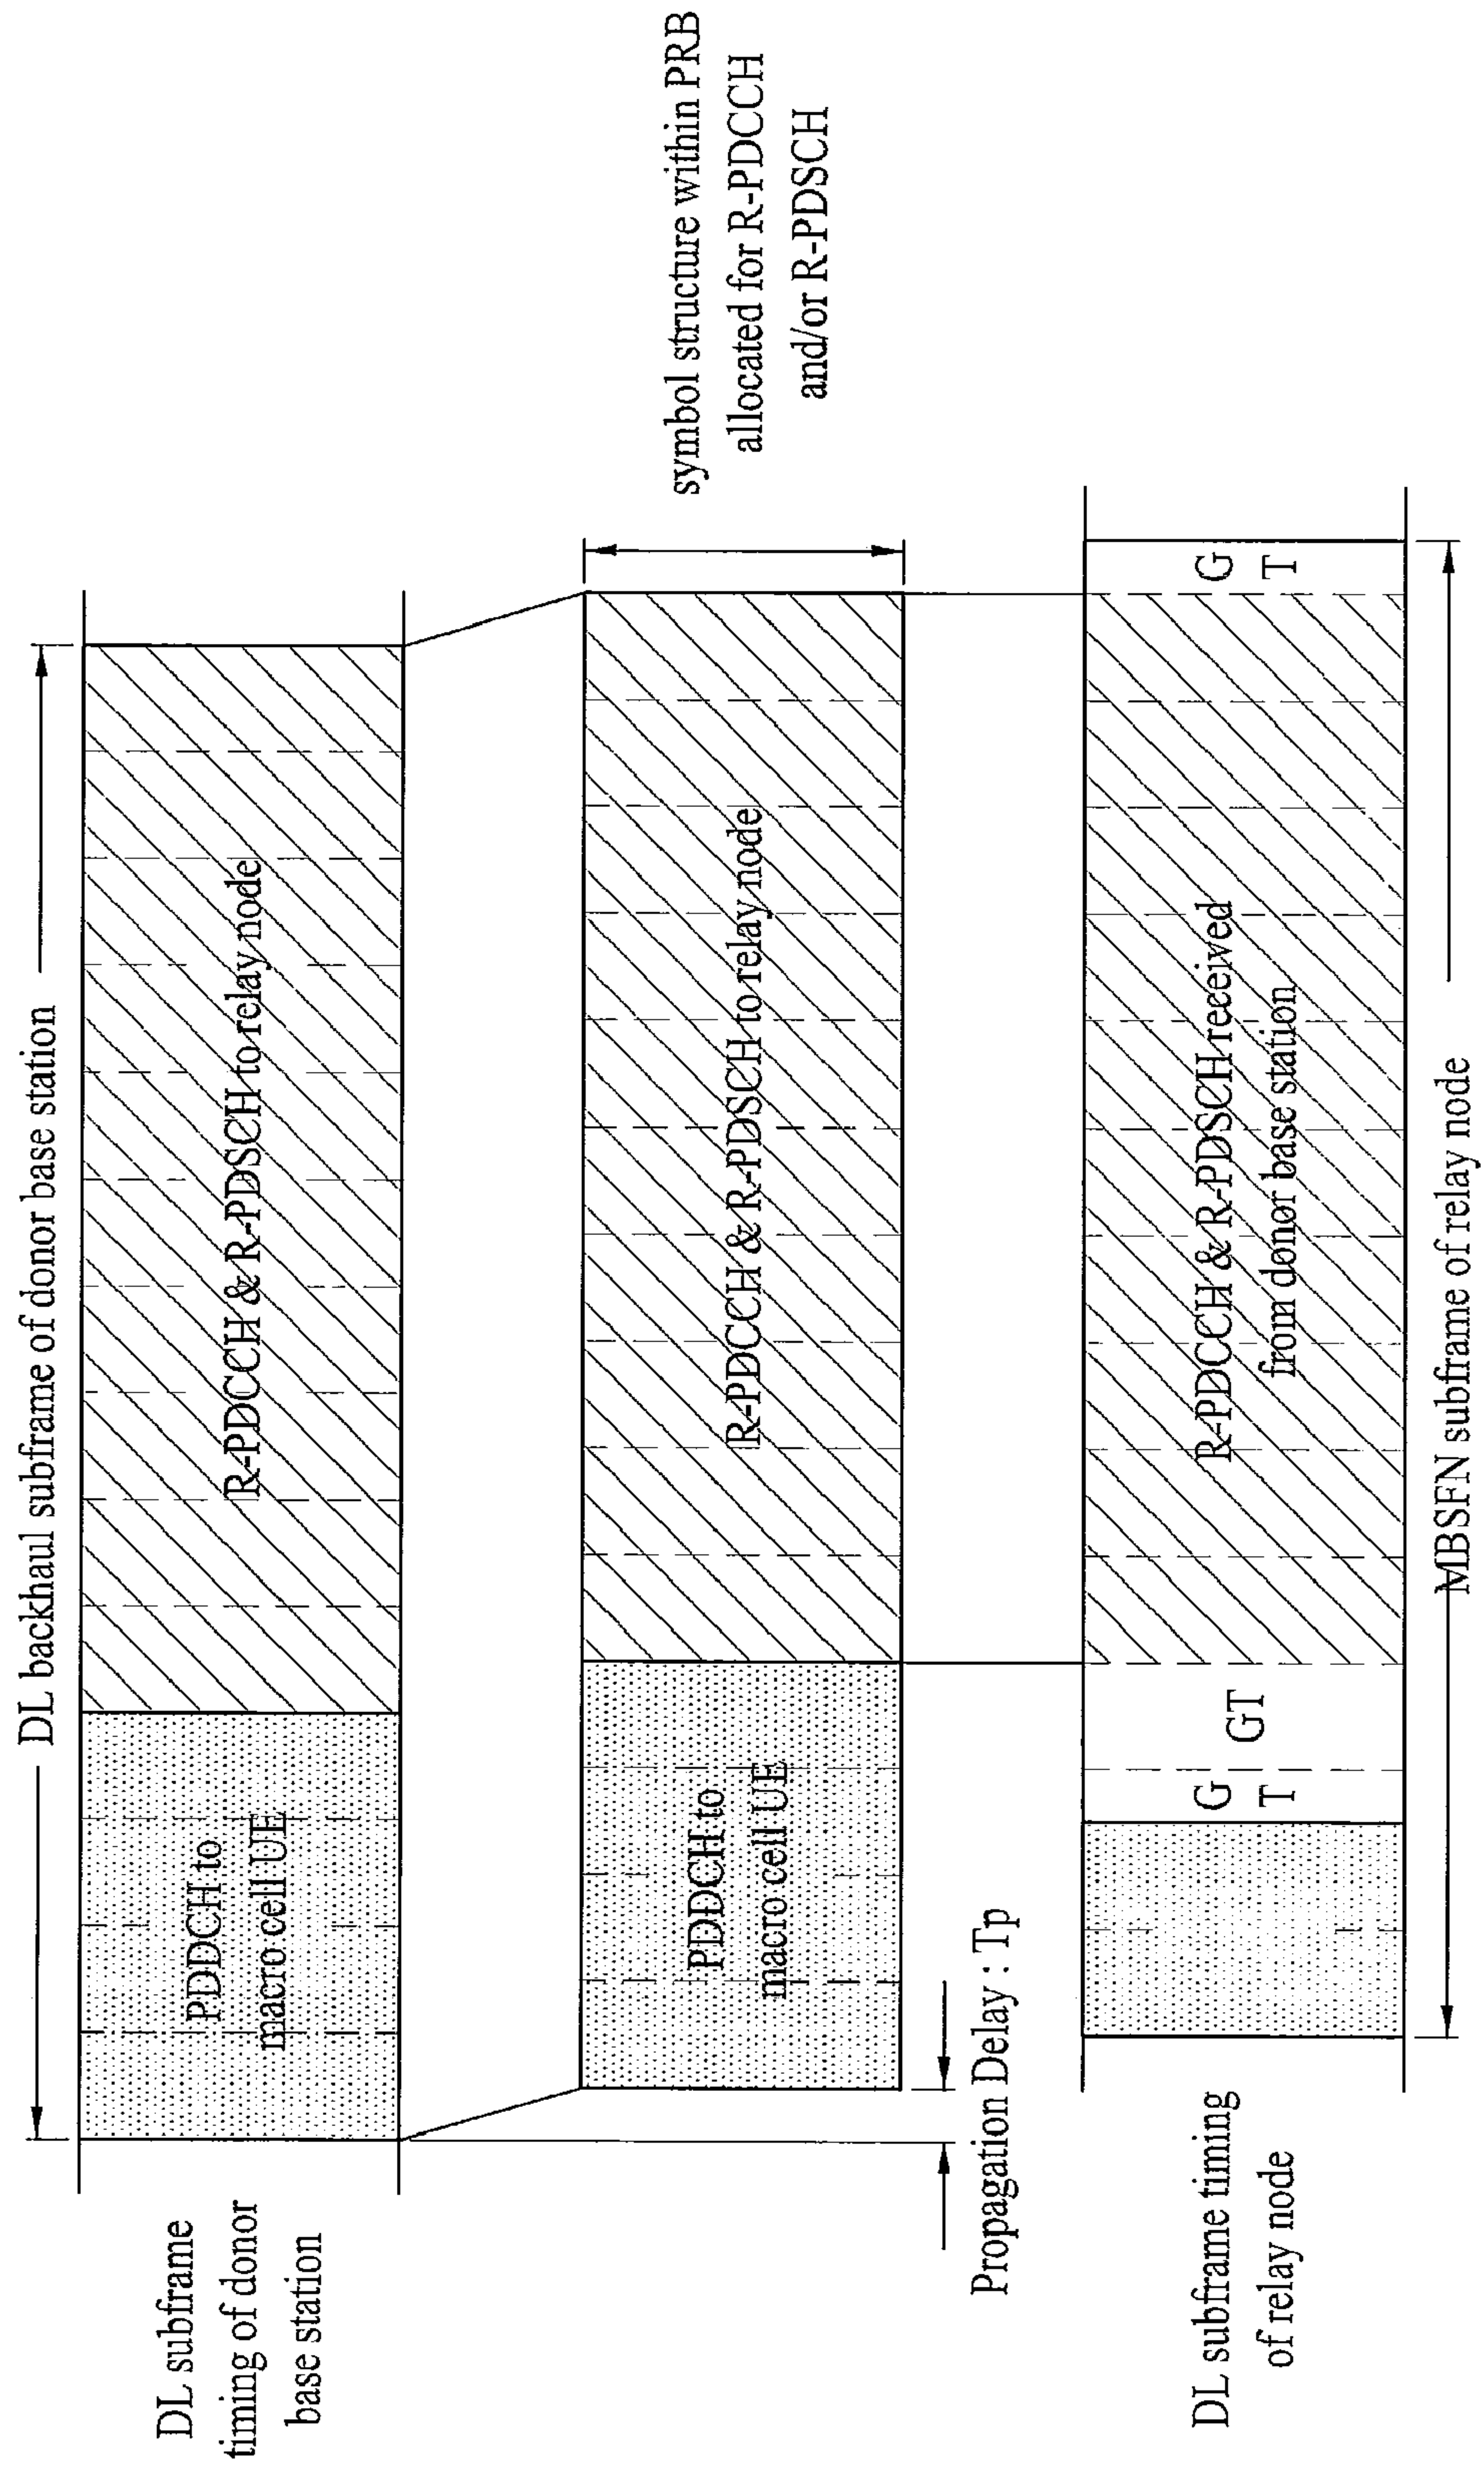 DL backhaul subframe of donor base station
DL subframe
timing of donor
base station
PDDCH to
macro cell UE
R-PDCCH & R-PDSCH to relay node
PDDCH to
macro cell UE
R-PDCCH & R-PDSCH to relay node
symbol structure within PRB
allocated for R-PDCCH
and/or R-PDSCH
Propagation Delay : Tp
DL subframe timing
of relay node
G
T
GT
R-PDCCH & R-PDSCH received
from donor base station
G
T
MBSFN subframe of relay node